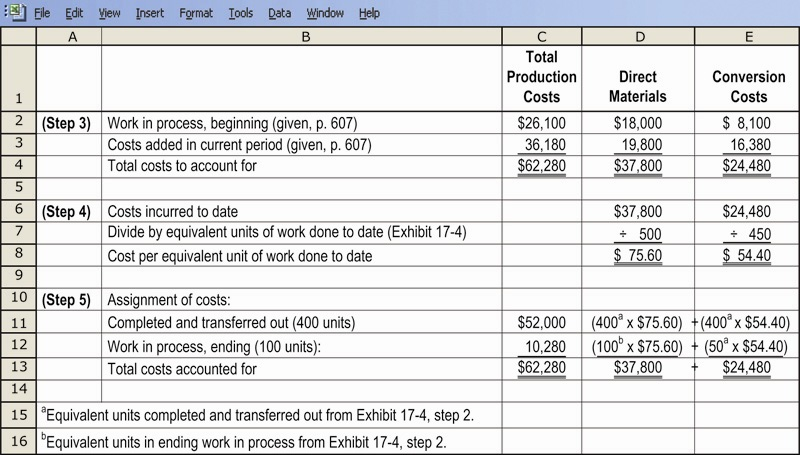 File Edit View Insert Format Tools Data Window Help
A B C D E
1 Total Production Costs Direct Materials Conversion Costs
2 (Step 3) Work in process, beginning (given, p. 607) $26,100 $18,000 $ 8,100
3 Costs added in current period (given, p. 607) 36,180 19,800 16,380
4 Total costs to account for $62,280 $37,800 $24,480
5
6 (Step 4) Costs incurred to date $37,800 $24,480
7 Divide by equivalent units of work done to date (Exhibit 17-4) ÷ 500 ÷ 450
8 Cost per equivalent unit of work done to date $ 75.60 $ 54.40
9
10 (Step 5) Assignment of costs:
11 Completed and transferred out (400 units) $52,000 (400ᵃ x $75.60) + (400ᵃ x $54.40)
12 Work in process, ending (100 units): 10,280 (100ᵇ x $75.60) + (50ᵃ x $54.40)
13 Total costs accounted for $62,280 $37,800 + $24,480
14
15 ᵃEquivalent units completed and transferred out from Exhibit 17-4, step 2.
16 ᵇEquivalent units in ending work in process from Exhibit 17-4, step 2.